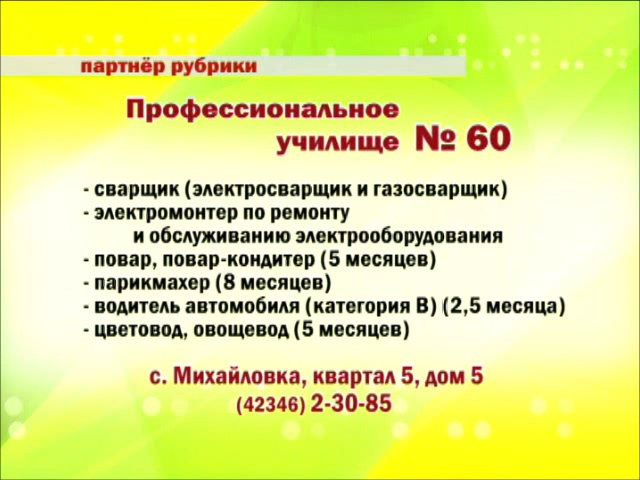 партнёр рубрики
Профессиональное
училище № 60
- сварщик (электросварщик и газосварщик)
- электромонтер по ремонту
и обслуживанию электрооборудования
- повар, повар-кондитер (5 месяцев)
- парикмахер (8 месяцев)
- водитель автомобиля (категория В) (2,5 месяца)
- цветовод, овощевод (5 месяцев)
с. Михайловка, квартал 5, дом 5
(42346) 2-30-85